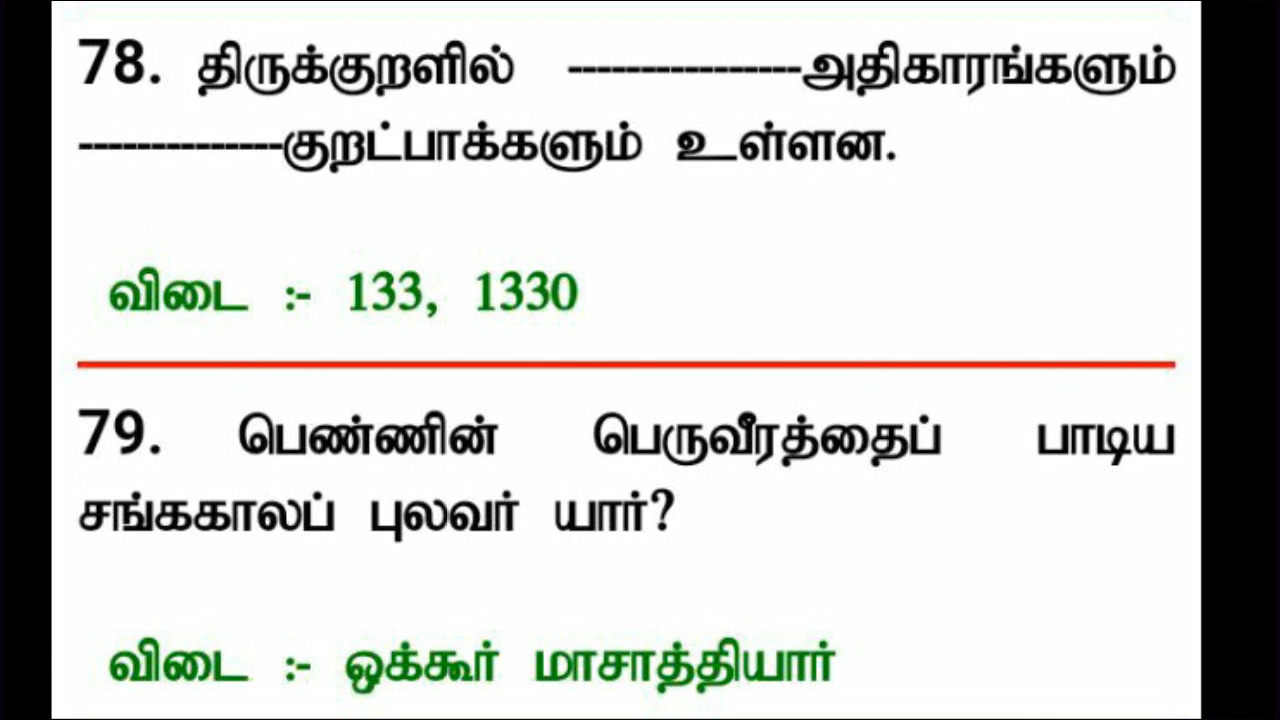 78. திருக்குறளில் ----------------அதிகாரங்களும்
--------------குறட்பாக்களும் உள்ளன.
விடை :- 133, 1330
79. பெண்ணின் பெருவீரத்தைப் பாடிய
சங்ககாலப் புலவர் யார்?
விடை :- ஒக்கூர் மாசாத்தியார்